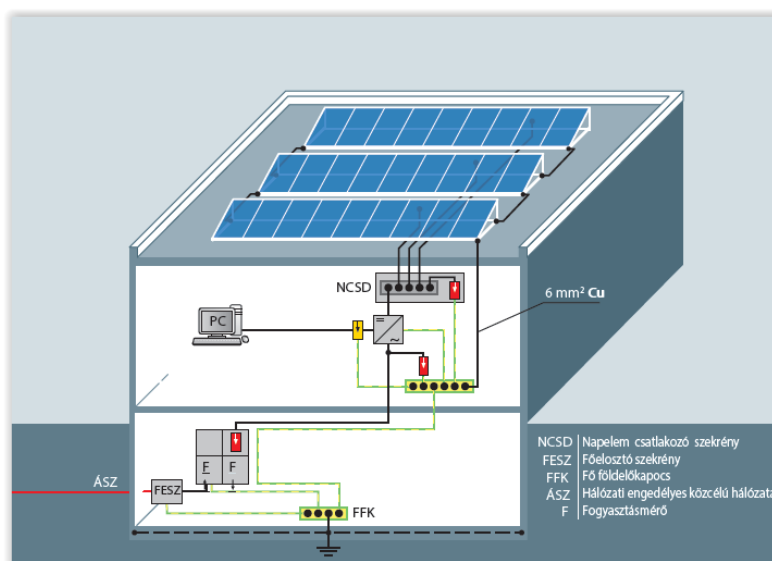 NCSD
PC
=
~
6 mm² Cu
F F
ÁSZ
FESZ
FFK
NCSD Napelem csatlakozó szekrény
FESZ Főelosztó szekrény
FFK Fő földelőkapocs
ÁSZ Hálózati engedélyes közcélú hálózata
F Fogyasztásmérő